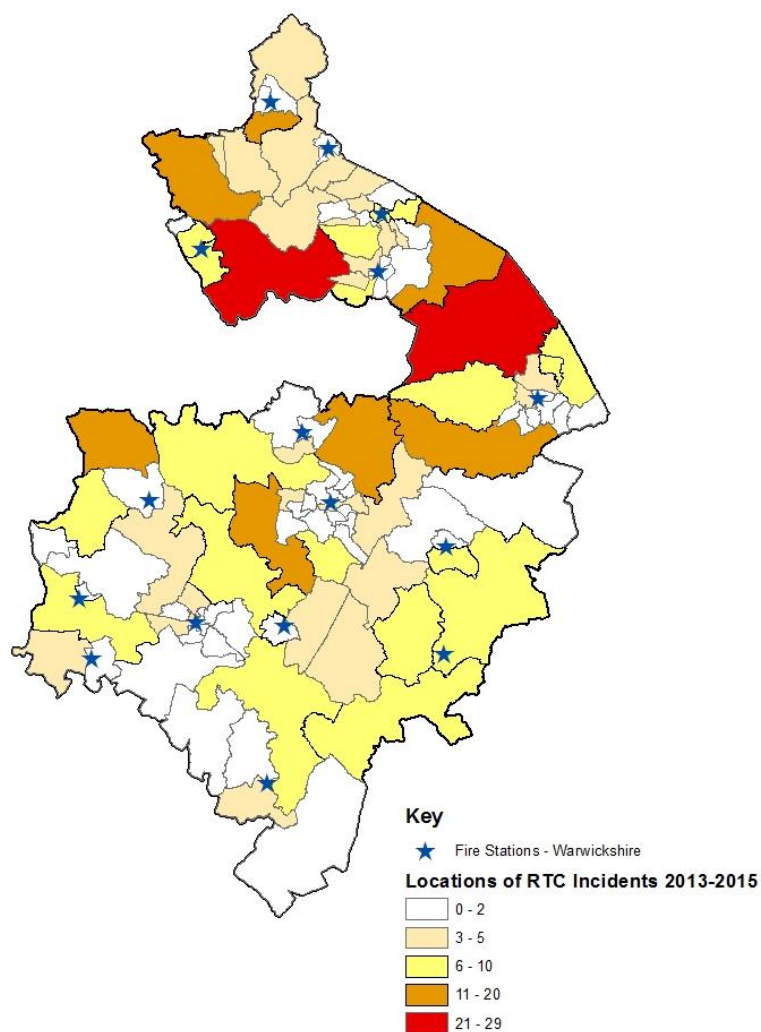 Key
Fire Stations - Warwickshire
Locations of RTC Incidents 2013-2015
0 - 2
3 - 5
6 - 10
11 - 20
21 - 29